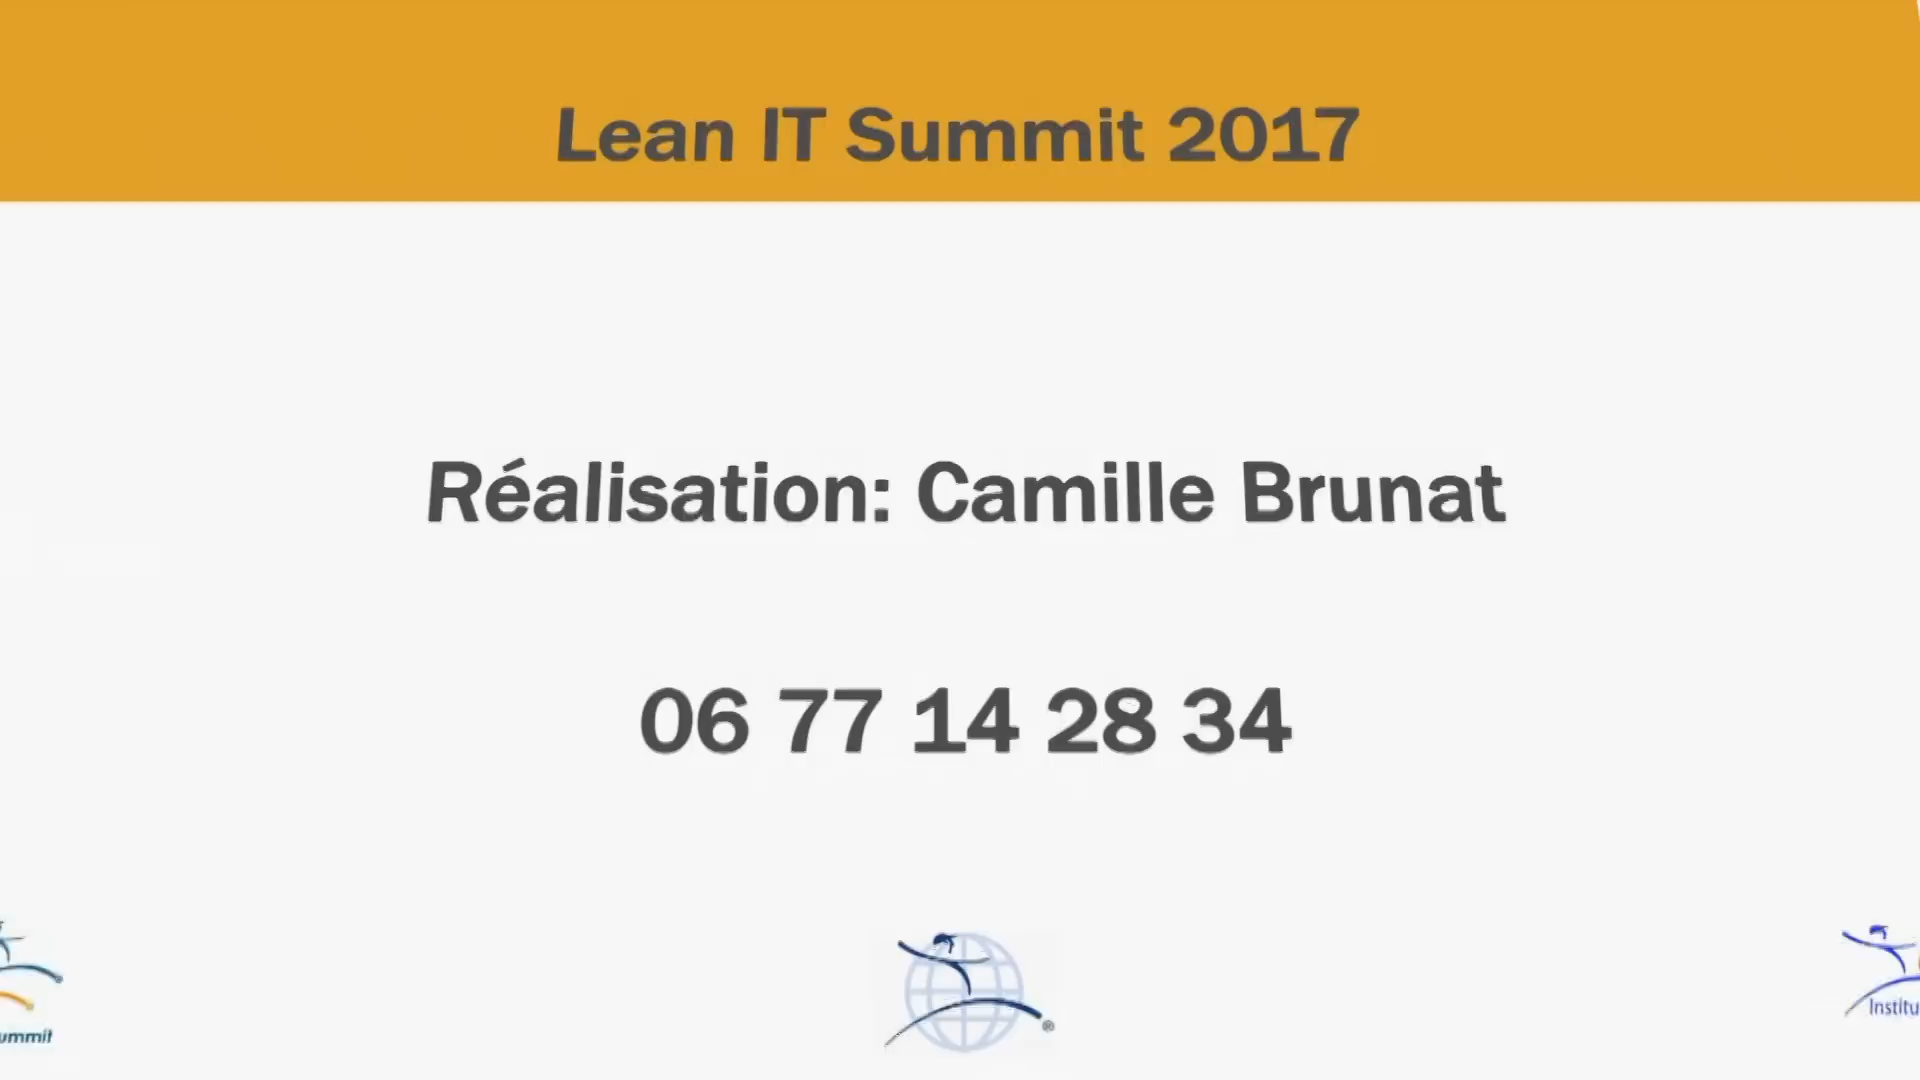 Lean IT Summit 2017
Réalisation: Camille Brunat
06 77 14 28 34
®